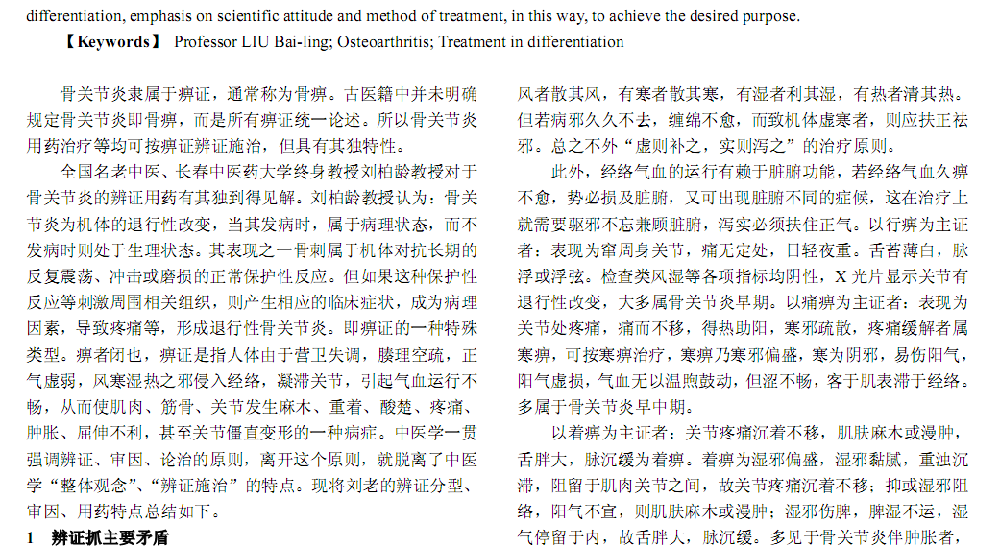 differentiation, emphasis on scientific attitude and method of treatment, in this way, to achieve the desired purpose.
【Keywords】 Professor LIU Bai-ling; Osteoarthritis; Treatment in differentiation
骨关节炎隶属于痹证，通常称为骨痹。古医籍中并未明确
规定骨关节炎即骨痹，而是所有痹证统一论述。所以骨关节炎
用药治疗等均可按痹证辨证施治，但具有其独特性。
全国名老中医、长春中医药大学终身教授刘柏龄教授对于
骨关节炎的辨证用药有其独到得见解。刘柏龄教授认为：骨关
节炎为机体的退行性改变，当其发病时，属于病理状态，而不
发病时则处于生理状态。其表现之一骨刺属于机体对抗长期的
反复震荡、冲击或磨损的正常保护性反应。但如果这种保护性
反应等刺激周围相关组织，则产生相应的临床症状，成为病理
因素，导致疼痛等，形成退行性骨关节炎。即痹证的一种特殊
类型。痹者闭也，痹证是指人体由于营卫失调，腠理空疏，正
气虚弱，风寒湿热之邪侵入经络，凝滞关节，引起气血运行不
畅，从而使肌肉、筋骨、关节发生麻木、重着、酸楚、疼痛、
肿胀、屈伸不利，甚至关节僵直变形的一种病症。中医学一贯
强调辨证、审因、论治的原则，离开这个原则，就脱离了中医
学“整体观念”、“辨证施治”的特点。现将刘老的辨证分型、
审因、用药特点总结如下。
1 辨证抓主要矛盾
风者散其风，有寒者散其寒，有湿者利其湿，有热者清其热。
但若病邪久久不去，缠绵不愈，而致机体虚寒者，则应扶正祛
邪。总之不外“虚则补之，实则泻之”的治疗原则。
此外，经络气血的运行有赖于脏腑功能，若经络气血久痹
不愈，势必损及脏腑，又可出现脏腑不同的症候，这在治疗上
就需要驱邪不忘兼顾脏腑，泻实必须扶住正气。以行痹为主证
者：表现为窜周身关节，痛无定处，日轻夜重。舌苔薄白，脉
浮或浮弦。检查类风湿等各项指标均阴性，X 光片显示关节有
退行性改变，大多属骨关节炎早期。以痛痹为主证者：表现为
关节处疼痛，痛而不移，得热助阳，寒邪疏散，疼痛缓解者属
寒痹，可按寒痹治疗，寒痹乃寒邪偏盛，寒为阴邪，易伤阳气，
阳气虚损，气血无以温煦鼓动，但涩不畅，客于肌表滞于经络。
多属于骨关节炎早中期。
以着痹为主证者：关节疼痛沉着不移，肌肤麻木或漫肿，
舌胖大，脉沉缓为着痹。着痹为湿邪偏盛，湿邪黏腻，重浊沉
滞，阻留于肌肉关节之间，故关节疼痛沉着不移；抑或湿邪阻
络，阳气不宣，则肌肤麻木或漫肿；湿邪伤脾，脾湿不运，湿
气停留于内，故舌胖大，脉沉缓。多见于骨关节炎伴肿胀者，